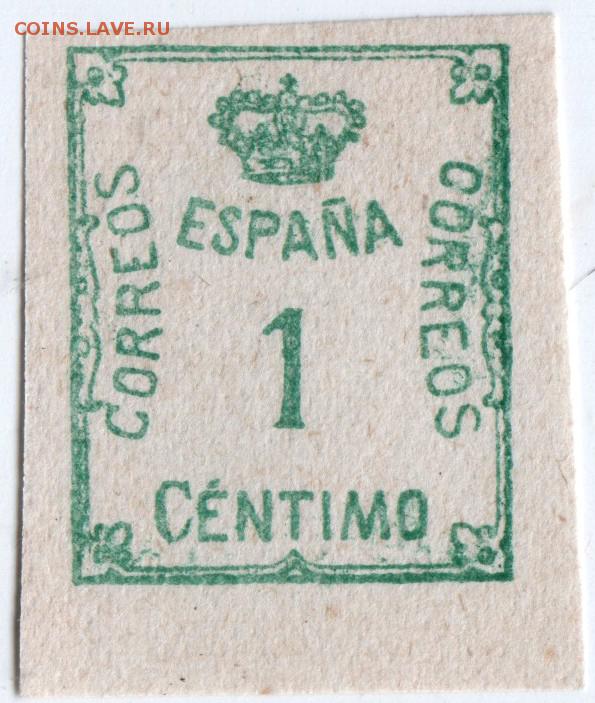 COINS.LAVE.RU
ESPAÑA
CORREOS
CORREOS
1
CÉNTIMO